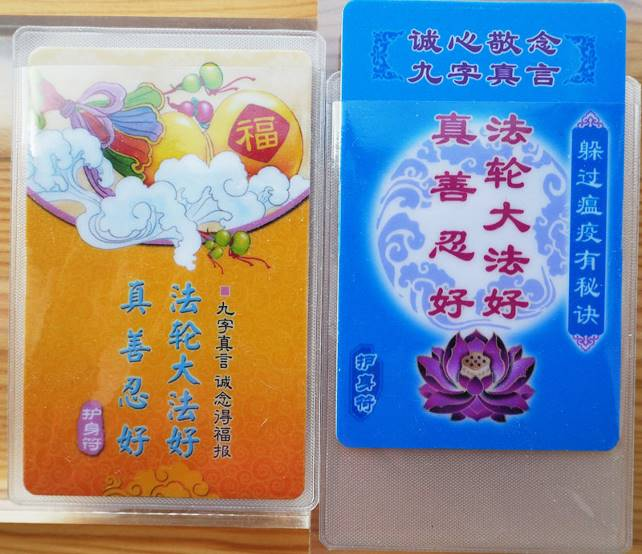 福
九字真言 诚念得福报
法轮大法好
真善忍好
护身符
诚心敬念
九字真言
躲过瘟疫有秘诀
法轮大法好
真善忍好
护身符